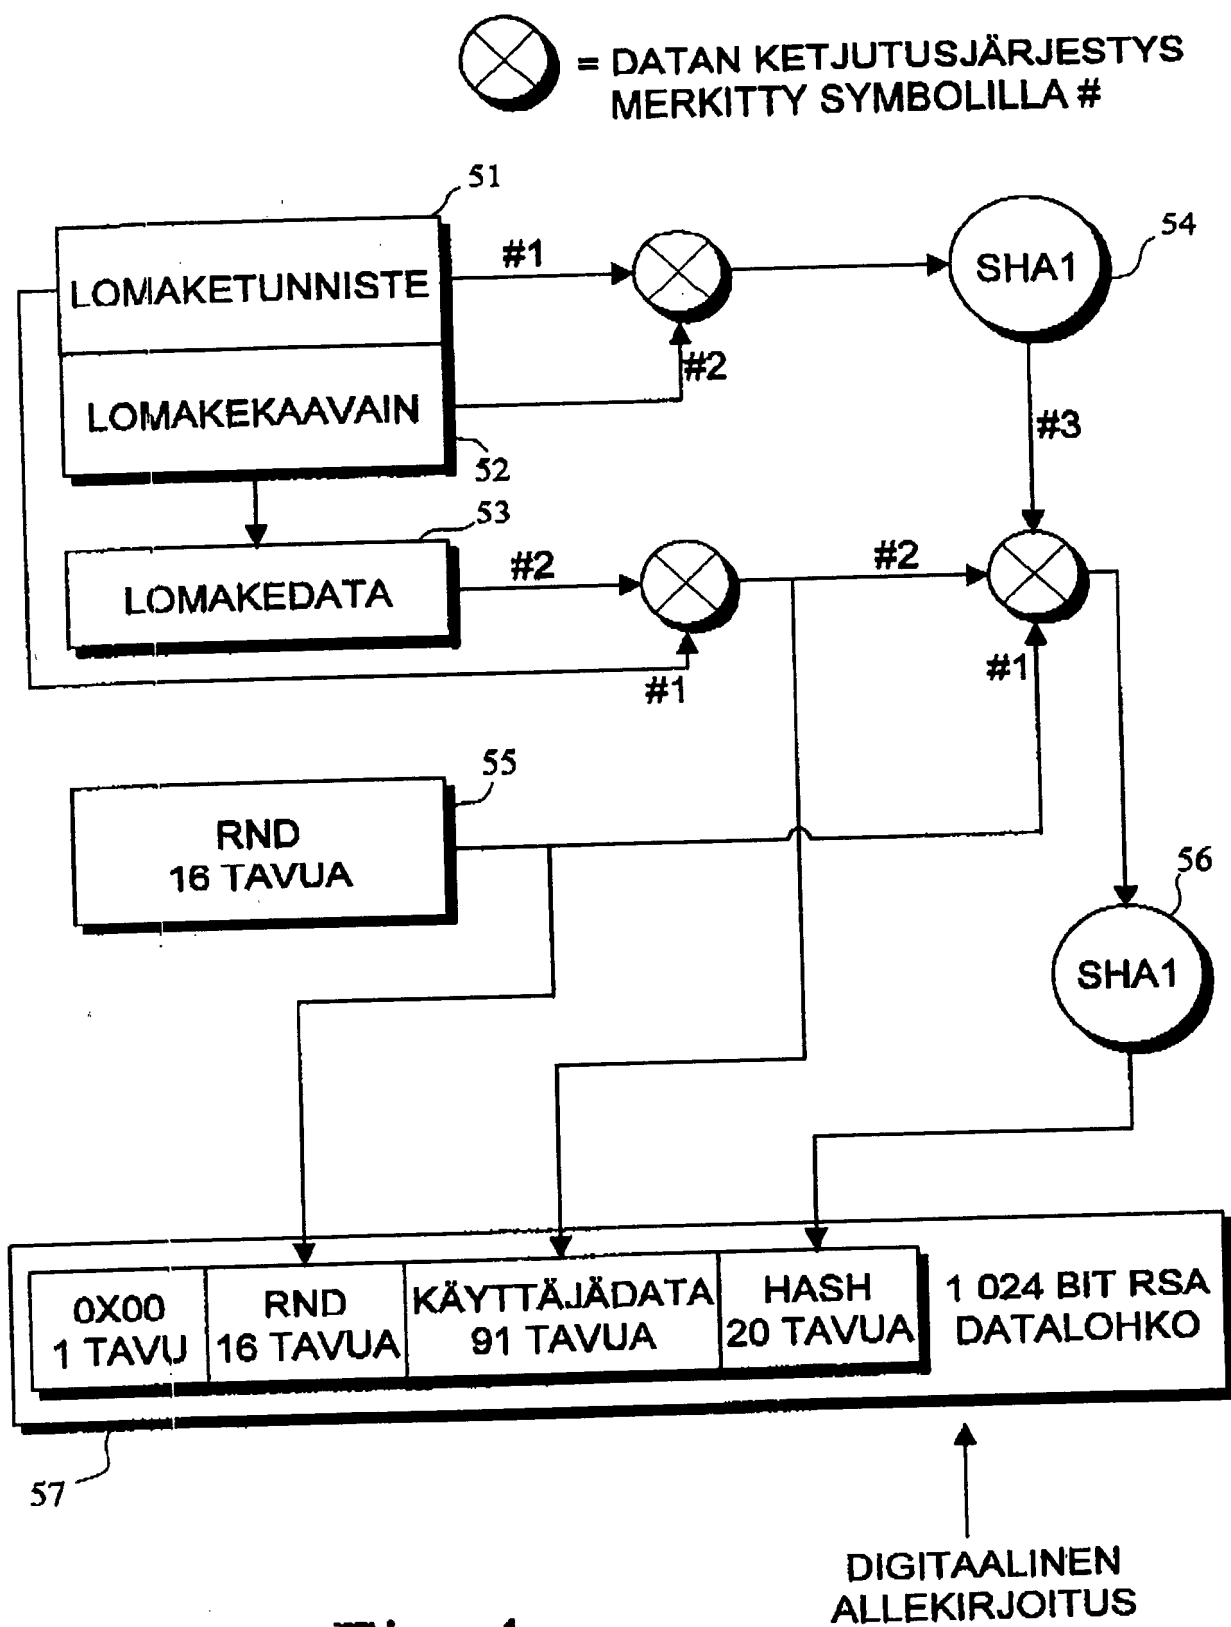 = DATAN KETJUTUSJÄRJESTYS
MERKITTY SYMBOLILLA #
51
LOMAKETUNNISTE
#1
SHA1
54
LOMAKEKAAVAIN
#2
52
#3
53
LOMAKEDATA
#2
#2
#1
#1
55
RND
16 TAVUA
56
SHA1
0X00
1 TAVU
RND
16 TAVUA
KÄYTTÄJÄDATA
91 TAVUA
HASH
20 TAVUA
1 024 BIT RSA
DATALOHKO
57
DIGITAALINEN
ALLEKIRJOITUS